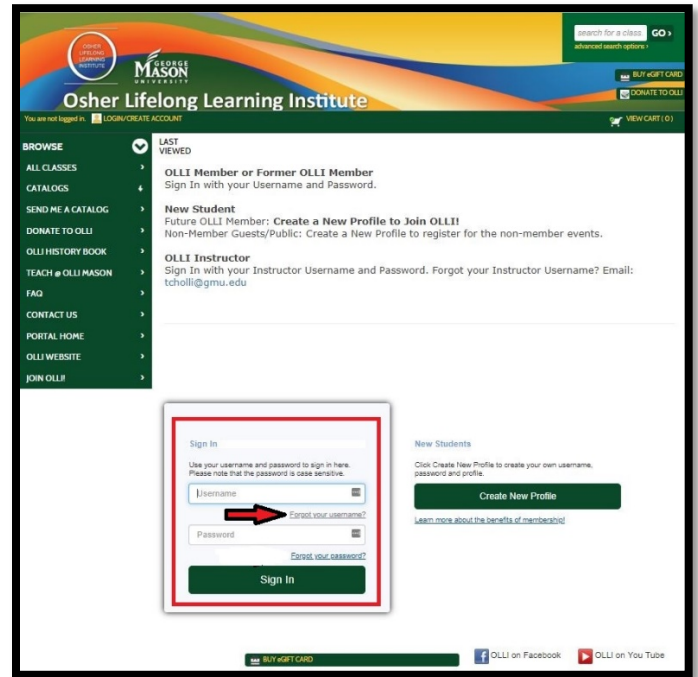 OSHER
LIFELONG
LEARNING
INSTITUTE
GEORGE
MASON
UNIVERSITY
Osher Lifelong Learning Institute
search for a class GO ›
advanced search options ›
BUY eGIFT CARD
DONATE TO OLLI
You are not logged in. LOGIN/CREATE ACCOUNT
VIEW CART ( 0 )
BROWSE
ALL CLASSES
CATALOGS
SEND ME A CATALOG
DONATE TO OLLI
OLLI HISTORY BOOK
TEACH @ OLLI MASON
FAQ
CONTACT US
PORTAL HOME
OLLI WEBSITE
JOIN OLLI!
LAST
VIEWED
OLLI Member or Former OLLI Member
Sign In with your Username and Password.
New Student
Future OLLI Member: Create a New Profile to Join OLLI!
Non-Member Guests/Public: Create a New Profile to register for the non-member events.
OLLI Instructor
Sign In with your Instructor Username and Password. Forgot your Instructor Username? Email:
tcholli@gmu.edu
Sign In
Use your username and password to sign in here.
Please note that the password is case sensitive.
Username
Forgot your username?
Password
Forgot your password?
Sign In
New Students
Click Create New Profile to create your own username,
password and profile.
Create New Profile
Learn more about the benefits of membership!
BUY eGIFT CARD
OLLI on Facebook
OLLI on You Tube